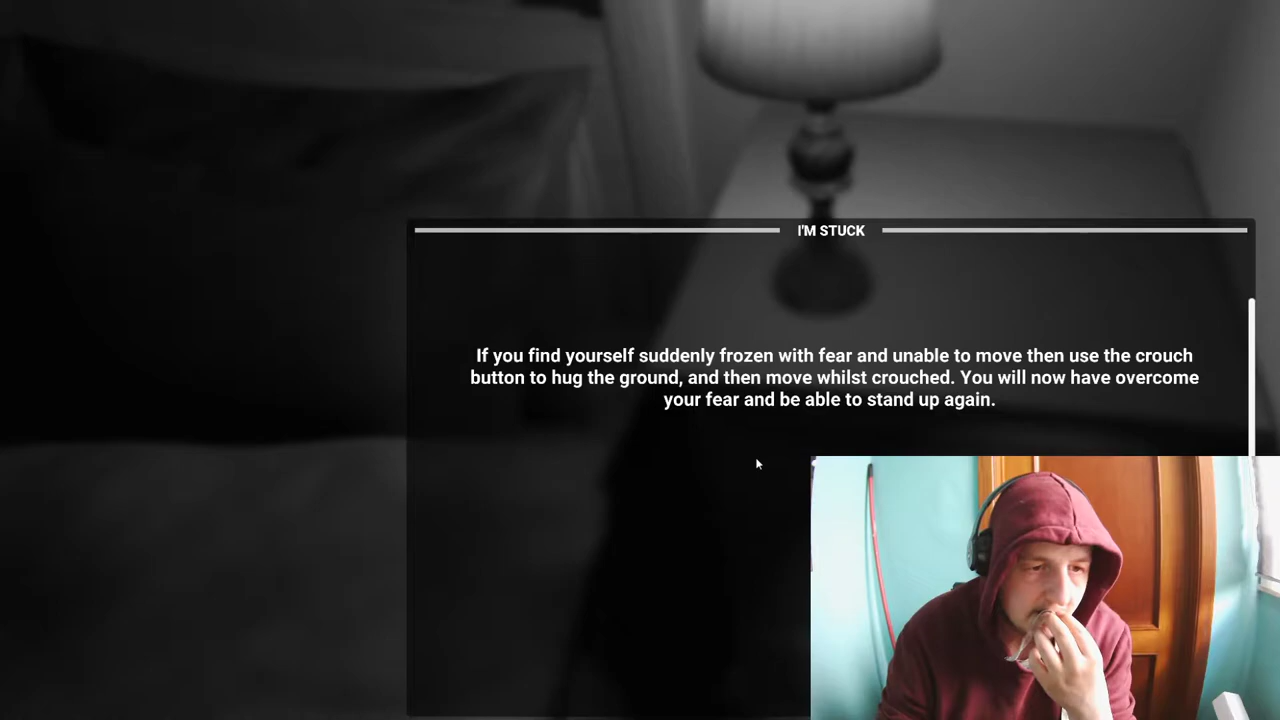 I'M STUCK
If you find yourself suddenly frozen with fear and unable to move then use the crouch
button to hug the ground, and then move whilst crouched. You will now have overcome
your fear and be able to stand up again.